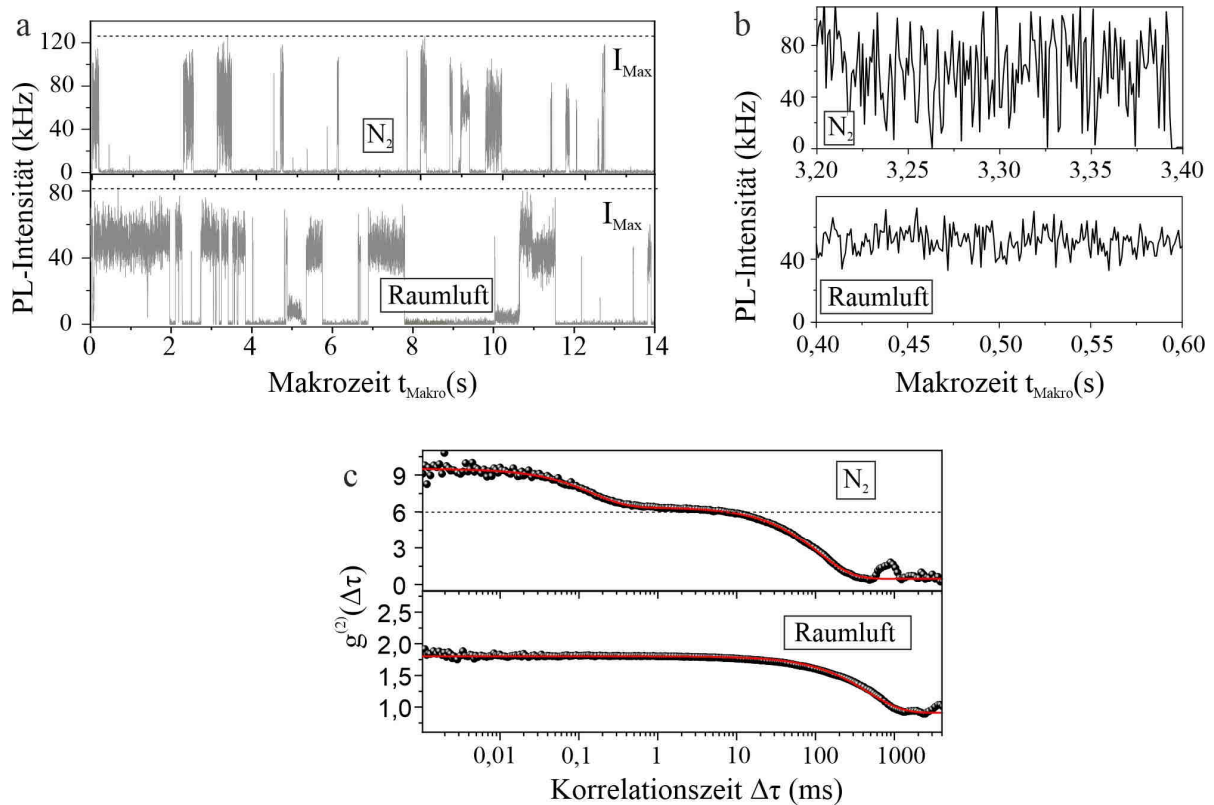 a
PL-Intensität (kHz)
120
80
40
0
I_Max
N₂
80
40
0
I_Max
Raumluft
0 2 4 6 8 10 12 14
Makrozeit t_Makro(s)
b
PL-Intensität (kHz)
80
40
0
N₂
3,20 3,25 3,30 3,35 3,40
40
0
Raumluft
0,40 0,45 0,50 0,55 0,60
Makrozeit t_Makro(s)
c
g⁽²⁾(Δτ)
9
6
3
0
N₂
2,5
2,0
1,5
1,0
Raumluft
0,01 0,1 1 10 100 1000
Korrelationszeit Δτ (ms)